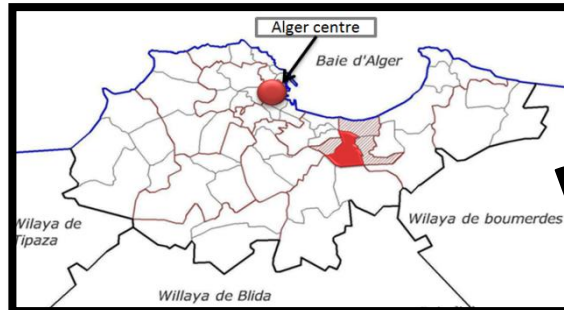 Alger centre
Baie d'Alger
Wilaya de
Tipaza
Wilaya de boumerdes
Willaya de Blida